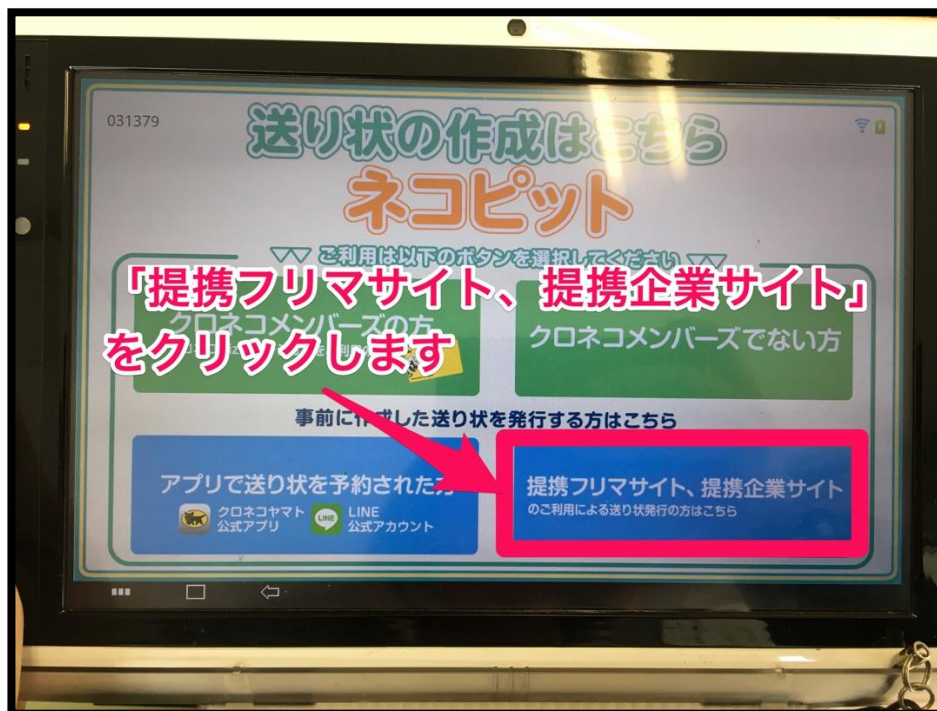 031379
送り状の作成はこちら
ネコピット
▽▽ ご利用は以下のボタンを選択してください ▽▽
「提携フリマサイト、提携企業サイト」
をクリックします
クロネコメンバーズの方
クロネコメンバーズでない方
事前に作成した送り状を発行する方はこちら
アプリで送り状を予約された方
クロネコヤマト
公式アプリ
LINE
LINE
公式アカウント
提携フリマサイト、提携企業サイト
のご利用による送り状発行の方はこちら